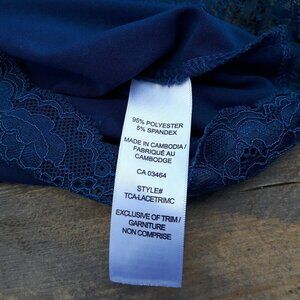 95% POLYESTER
5% SPANDEX
MADE IN CAMBODIA/
FABRIQUÉ AU
CAMBODGE
CA 03464
STYLE#
TCA-LACETRIMC
EXCLUSIVE OF TRIM/
GARNITURE
NON COMPRISE